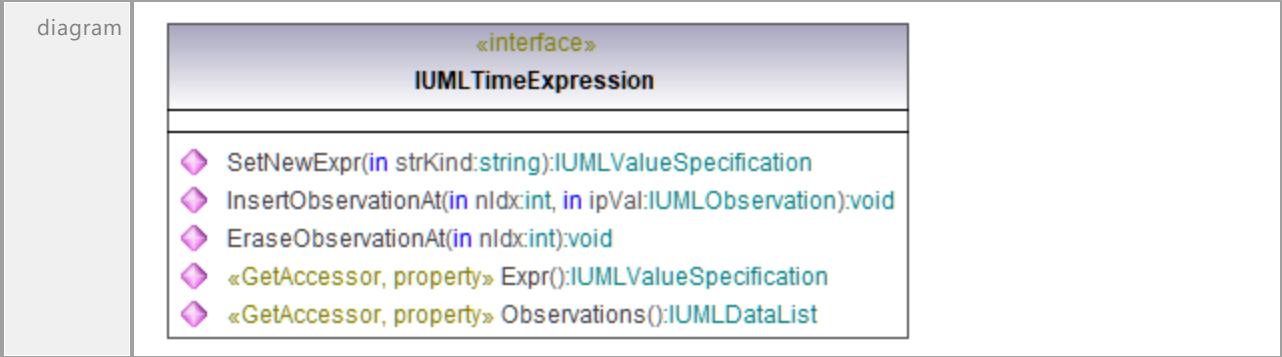 diagram
«interface»
IUMLTimeExpression
SetNewExpr(in strKind:string):IUMLValueSpecification
InsertObservationAt(in nIdx:int, in ipVal:IUMLObservation):void
EraseObservationAt(in nIdx:int):void
«GetAccessor, property» Expr():IUMLValueSpecification
«GetAccessor, property» Observations():IUMLDataList